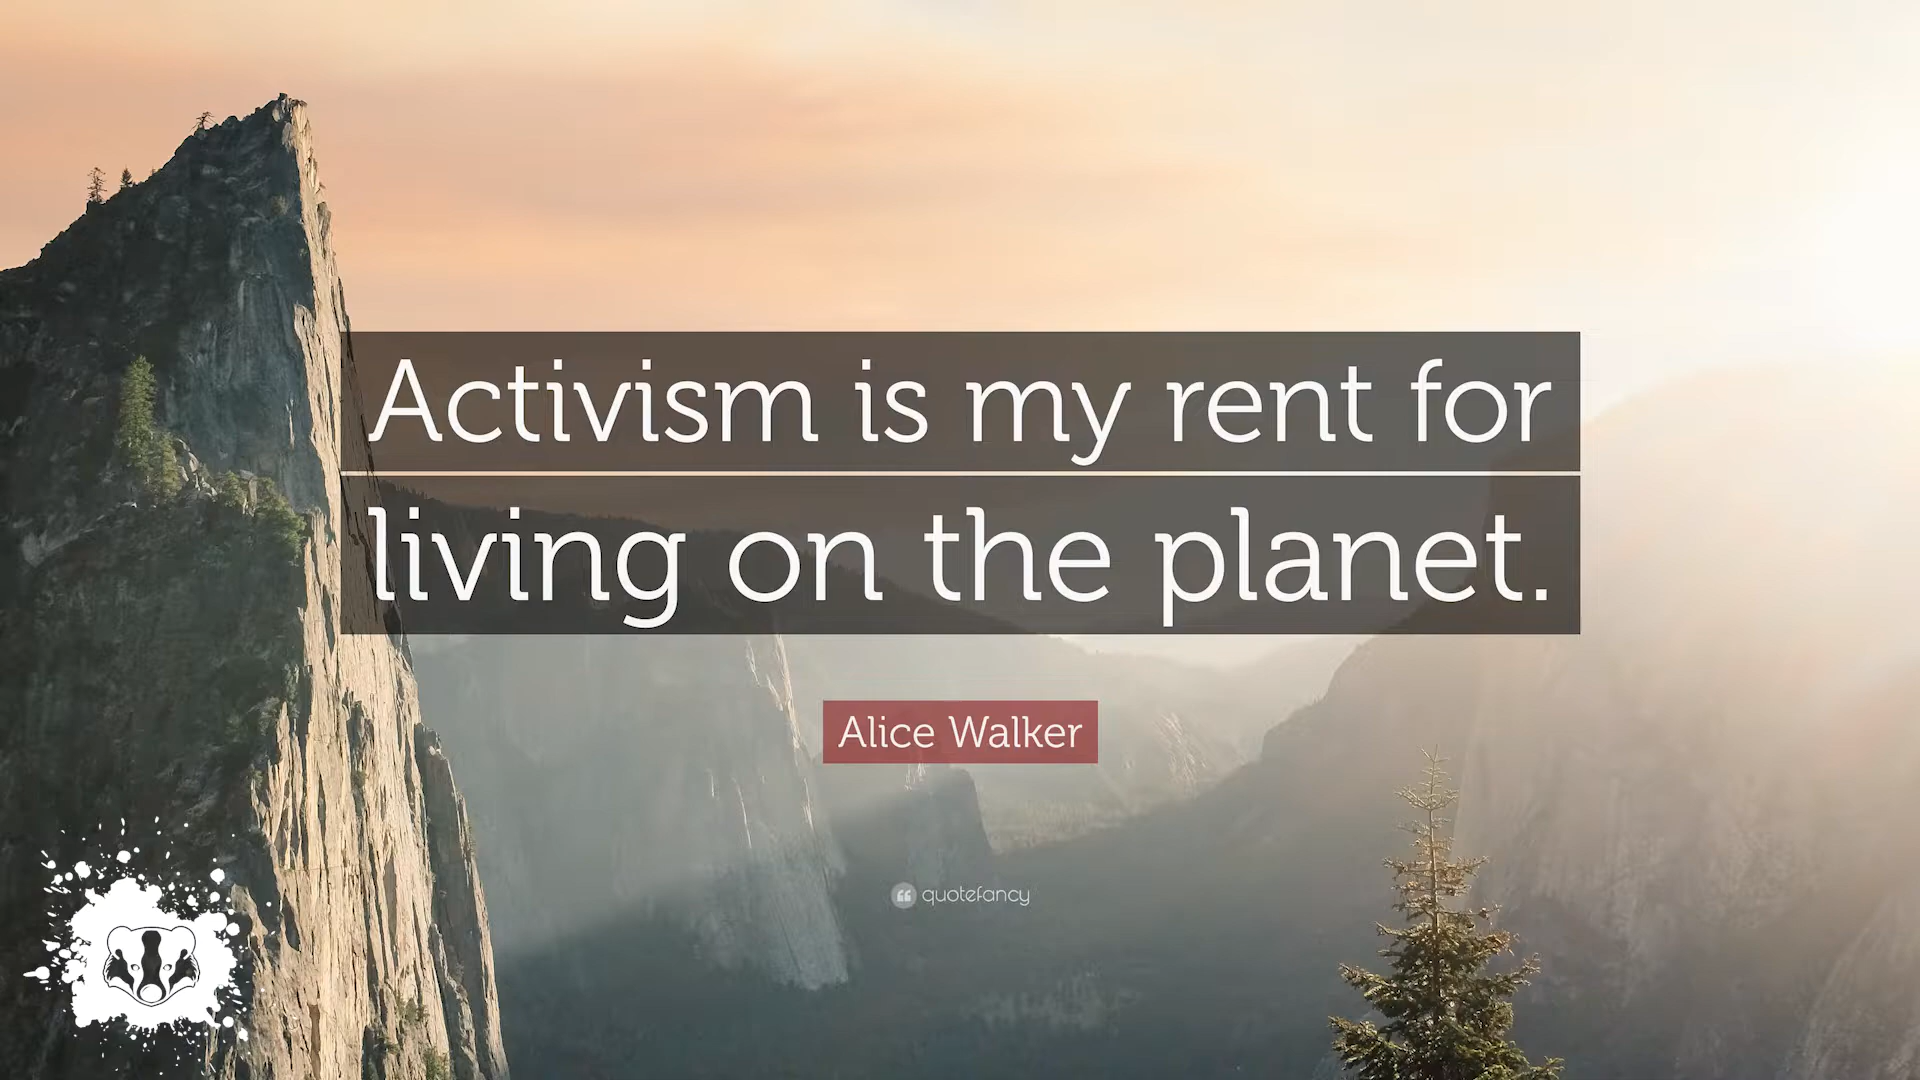 Activism is my rent for
living on the planet.
Alice Walker
quotefancy